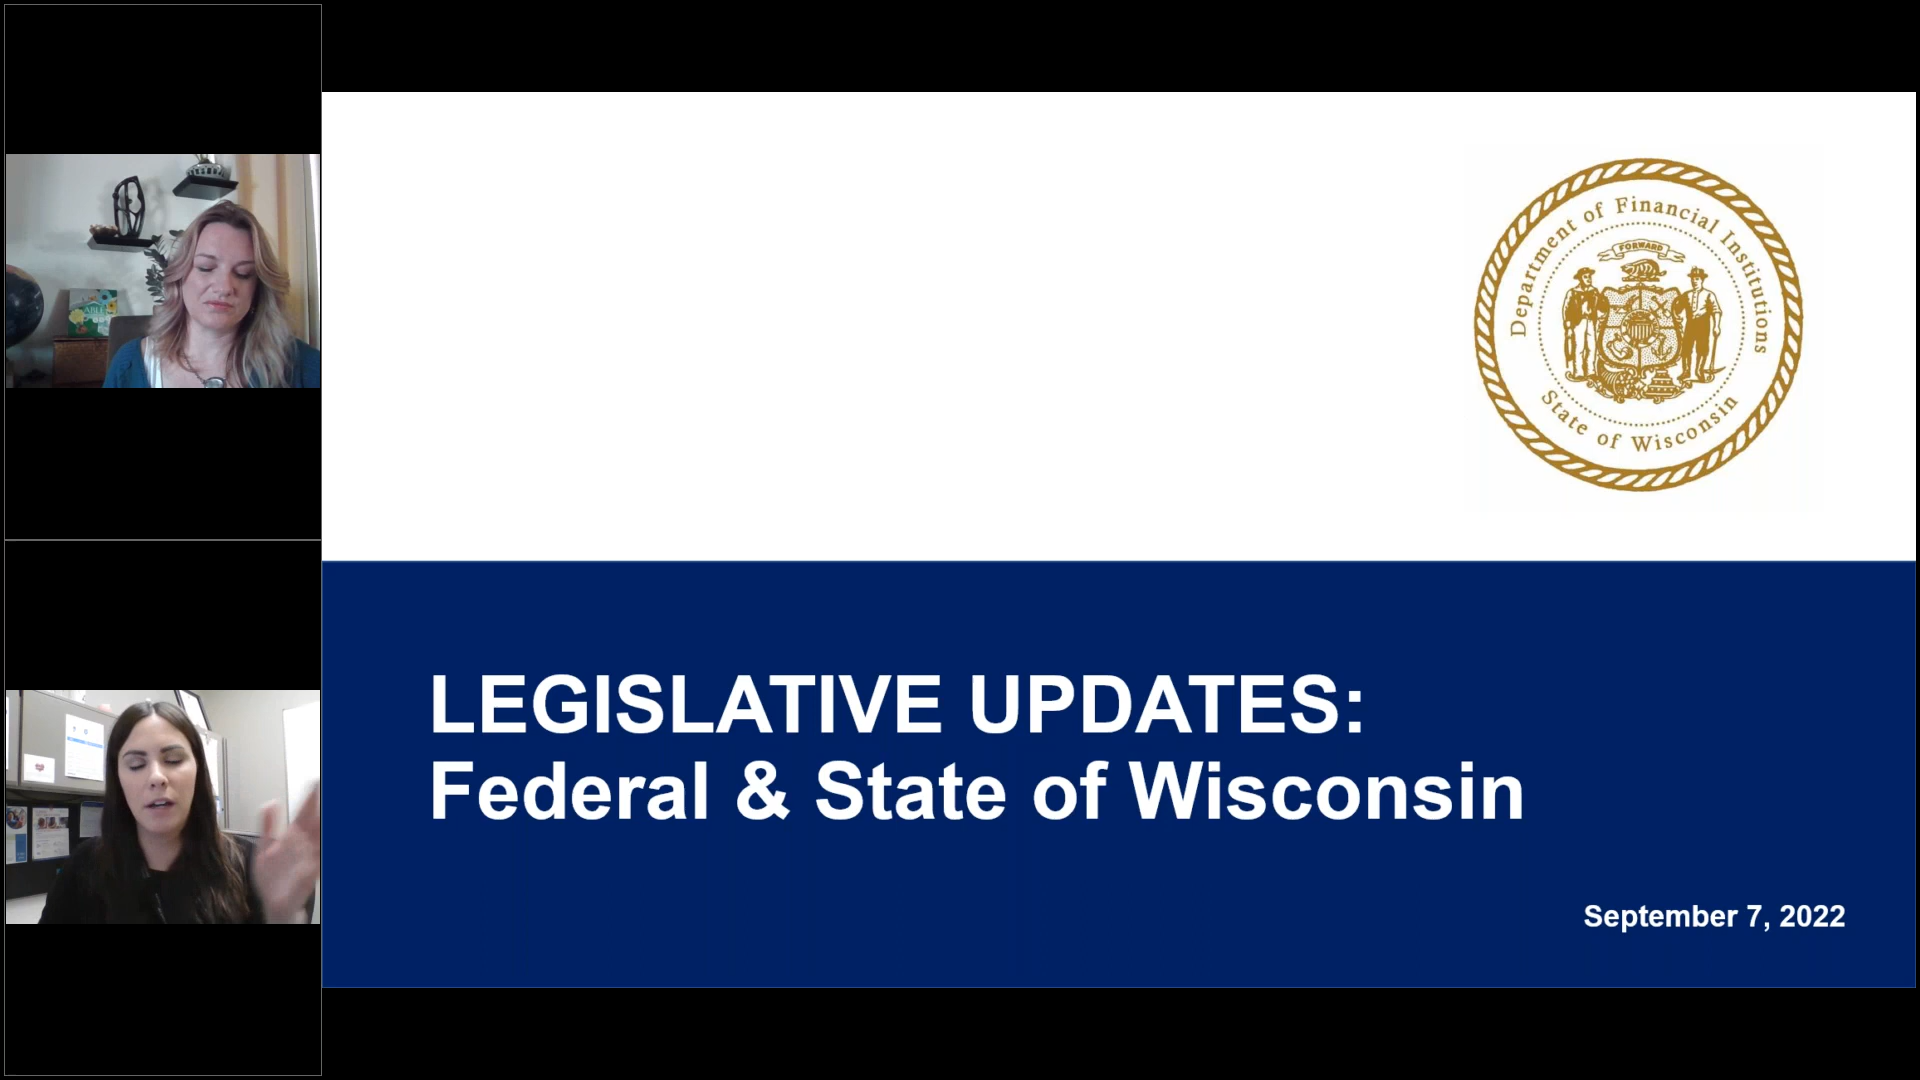 Department of Financial Institutions
FORWARD
State of Wisconsin
LEGISLATIVE UPDATES:
Federal & State of Wisconsin
September 7, 2022